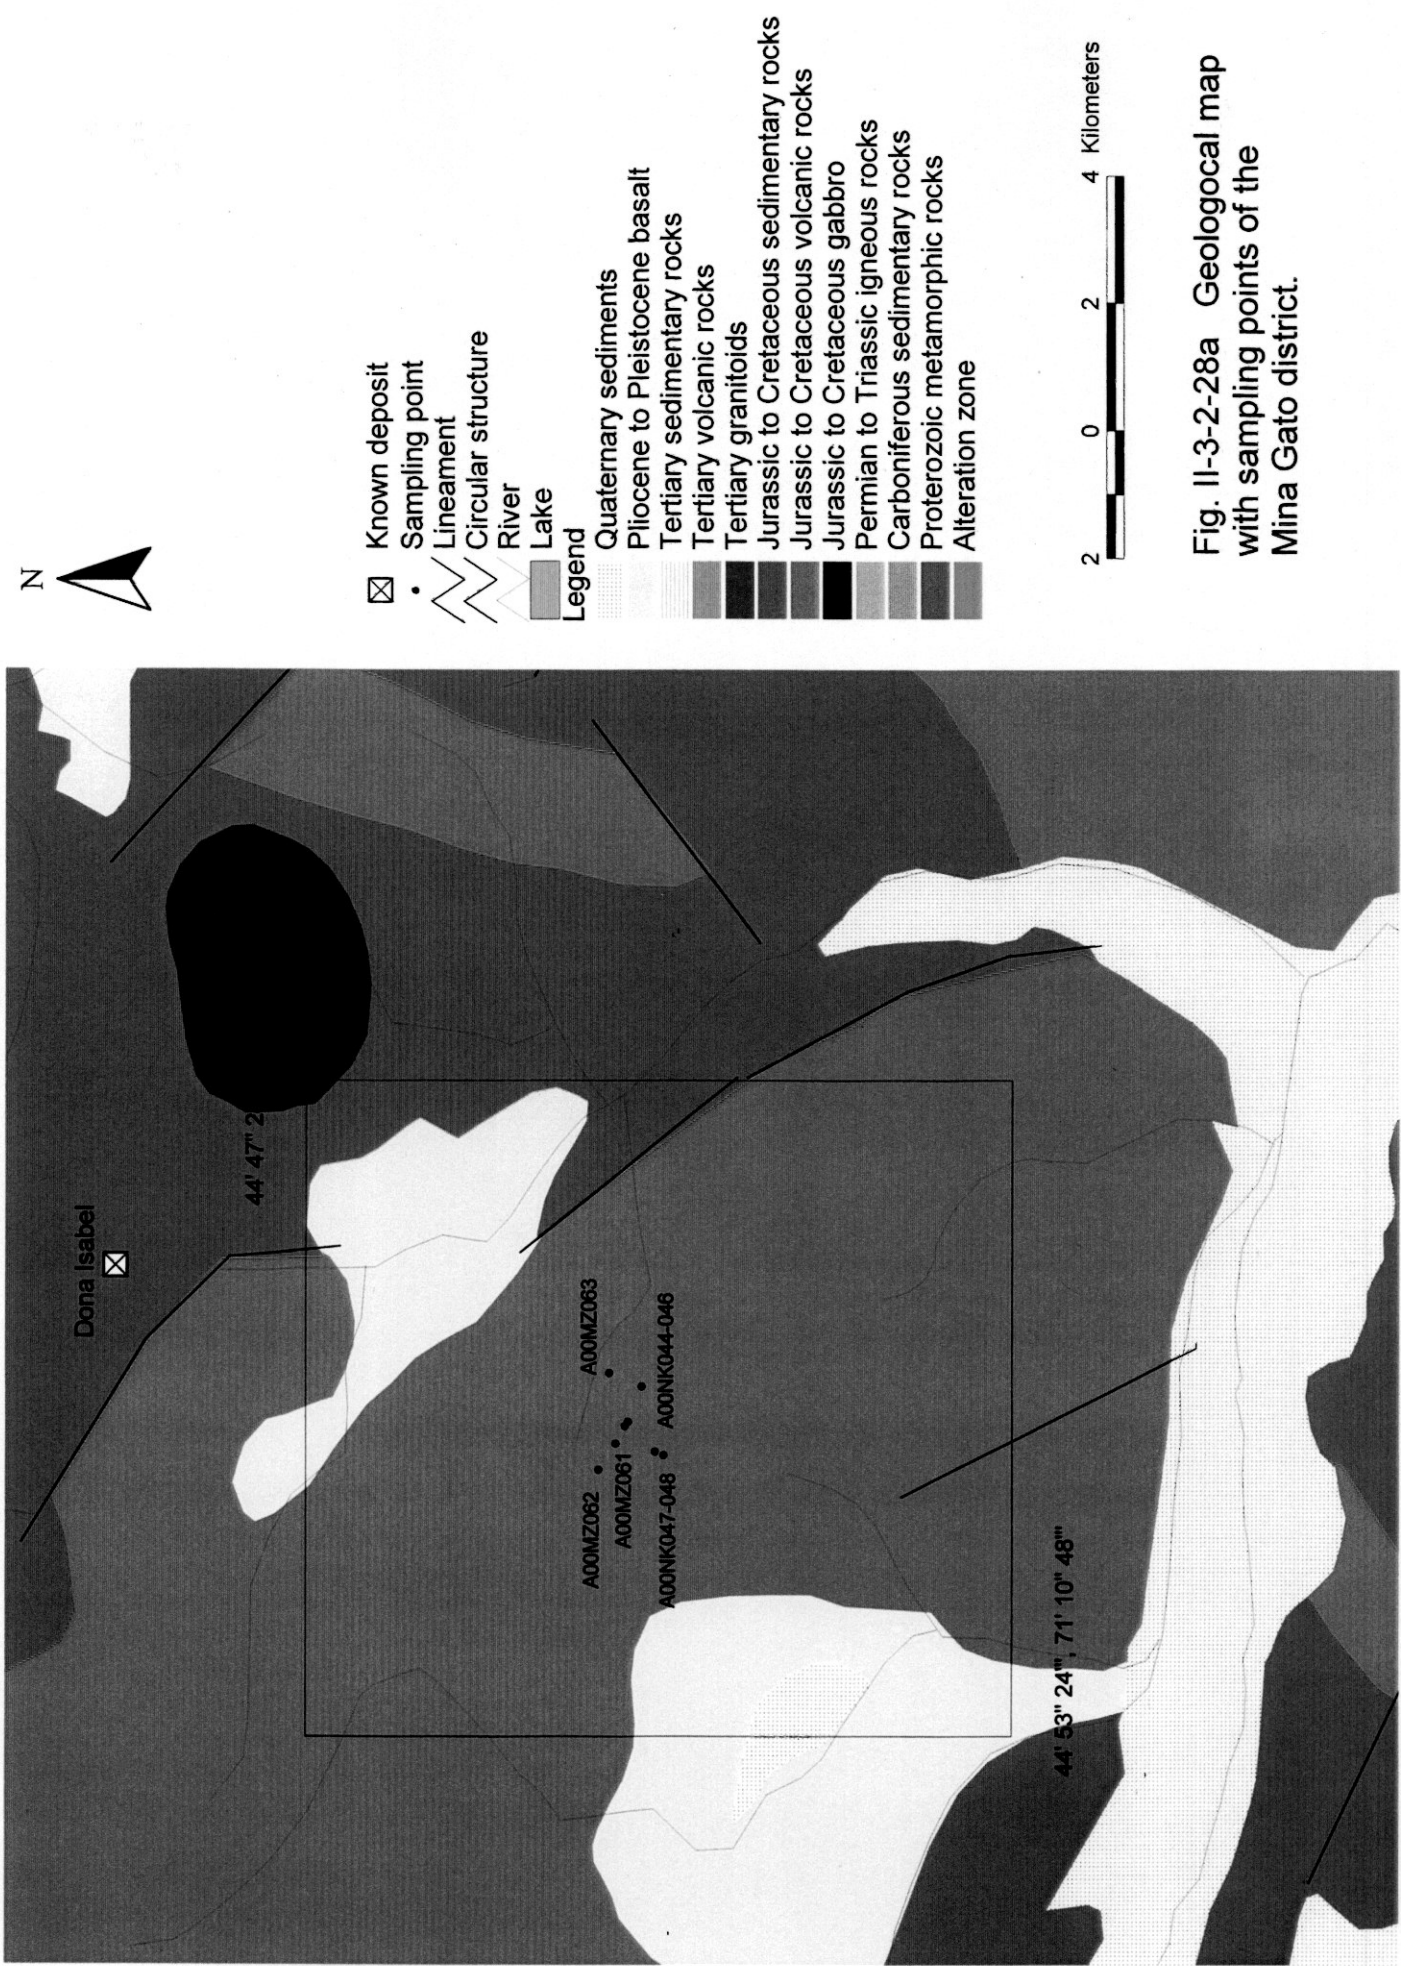 N
Known deposit
Sampling point
Lineament
Circular structure
River
Lake
Legend
Quaternary sediments
Pliocene to Pleistocene basalt
Tertiary sedimentary rocks
Tertiary volcanic rocks
Tertiary granitoids
Jurassic to Cretaceous sedimentary rocks
Jurassic to Cretaceous volcanic rocks
Jurassic to Cretaceous gabbro
Permian to Triassic igneous rocks
Carboniferous sedimentary rocks
Proterozoic metamorphic rocks
Alteration zone
2 0 2 4 Kilometers
Fig. II-3-2-28a Geologocal map
with sampling points of the
Mina Gato district.
Dona Isabel
44' 47" 2
A00MZ063
A00MZ062
A00MZ061
A00NK044-046
A00NK047-048
44' 53" 24''', 71' 10" 48'''